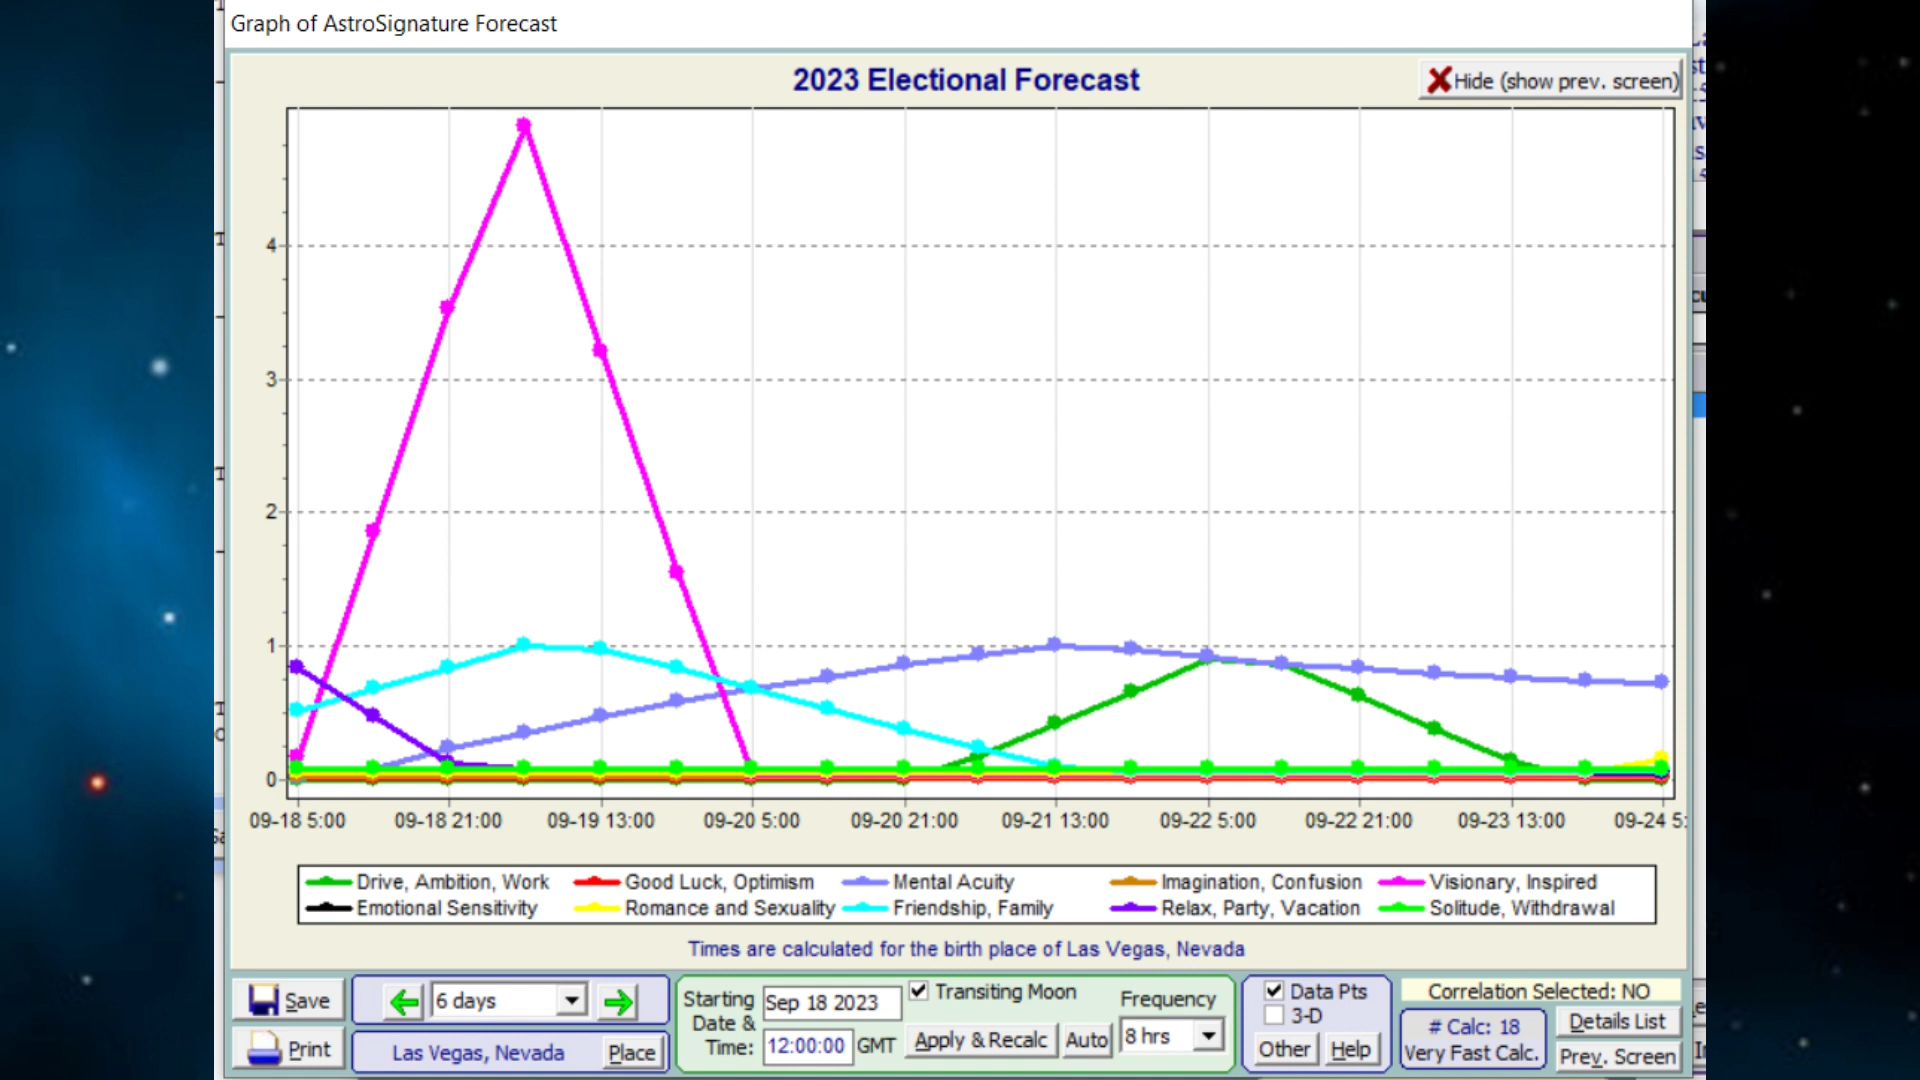 Graph of AstroSignature Forecast
2023 Electional Forecast
Hide (show prev. screen)
4
3
2
1
0
09-18 5:00 09-18 21:00 09-19 13:00 09-20 5:00 09-20 21:00 09-21 13:00 09-22 5:00 09-22 21:00 09-23 13:00 09-24 5:
Drive, Ambition, Work Good Luck, Optimism Mental Acuity Imagination, Confusion Visionary, Inspired
Emotional Sensitivity Romance and Sexuality Friendship, Family Relax, Party, Vacation Solitude, Withdrawal
Times are calculated for the birth place of Las Vegas, Nevada
Save
6 days
Print
Las Vegas, Nevada
Place
Starting
Date &
Time:
Sep 18 2023
12:00:00 GMT
Transiting Moon
Apply & Recalc
Auto
Frequency
8 hrs
Data Pts
3-D
Other
Help
Correlation Selected: NO
# Calc: 18
Very Fast Calc.
Details List
Prev. Screen